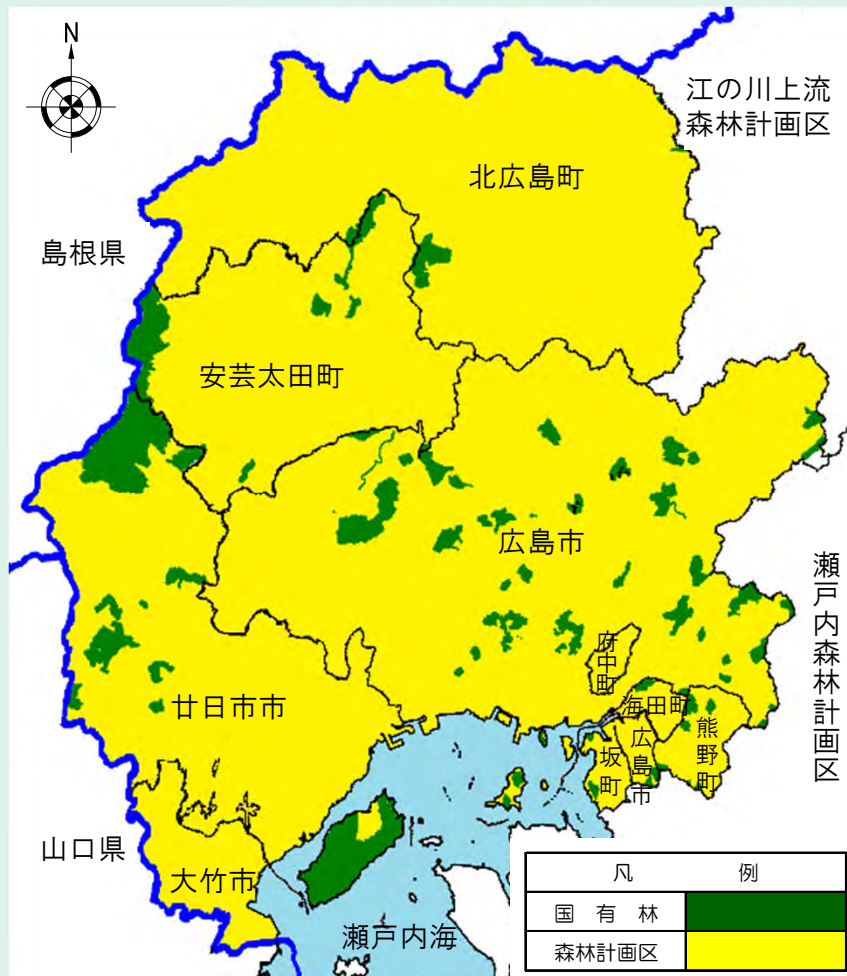 N
江の川上流
森林計画区
北広島町
島根県
安芸太田町
広島市
瀬戸内森林計画区
府中町
海田町
廿日市市
熊野町
広島市
坂町
山口県
大竹市
瀬戸内海
凡 例
国 有 林
森林計画区